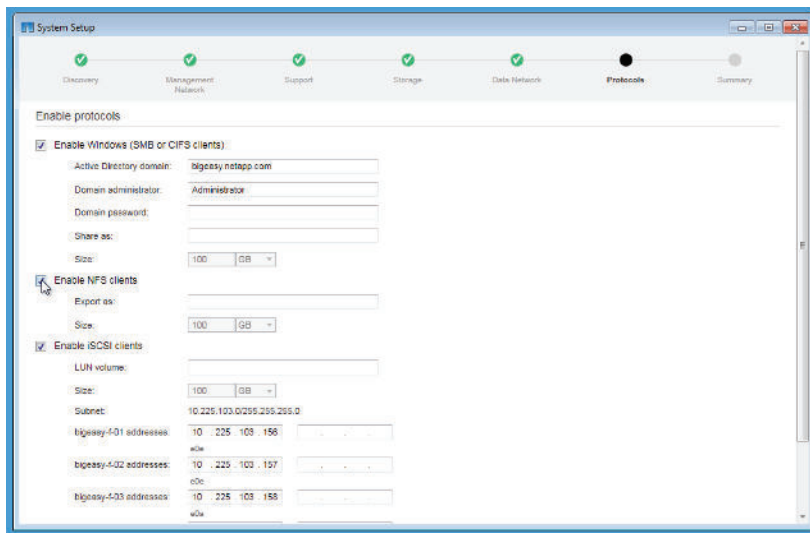 System Setup
Discovery
Management
Network
Support
Storage
Data Network
Protocols
Summary
Enable protocols
Enable Windows (SMB or CIFS clients)
Active Directory domain: bigeasy.netapp.com
Domain administrator: Administrator
Domain password:
Share as:
Size: 100 GB
Enable NFS clients
Export as:
Size: 100 GB
Enable iSCSI clients
LUN volume:
Size: 100 GB
Subnet: 10.225.103.0/255.255.255.0
bigeasy-f-01 addresses: 10 . 225 . 103 . 156 . . .
e0e
bigeasy-f-02 addresses: 10 . 225 . 103 . 157 . . .
e0e
bigeasy-f-03 addresses: 10 . 225 . 103 . 158 . . .
e0a